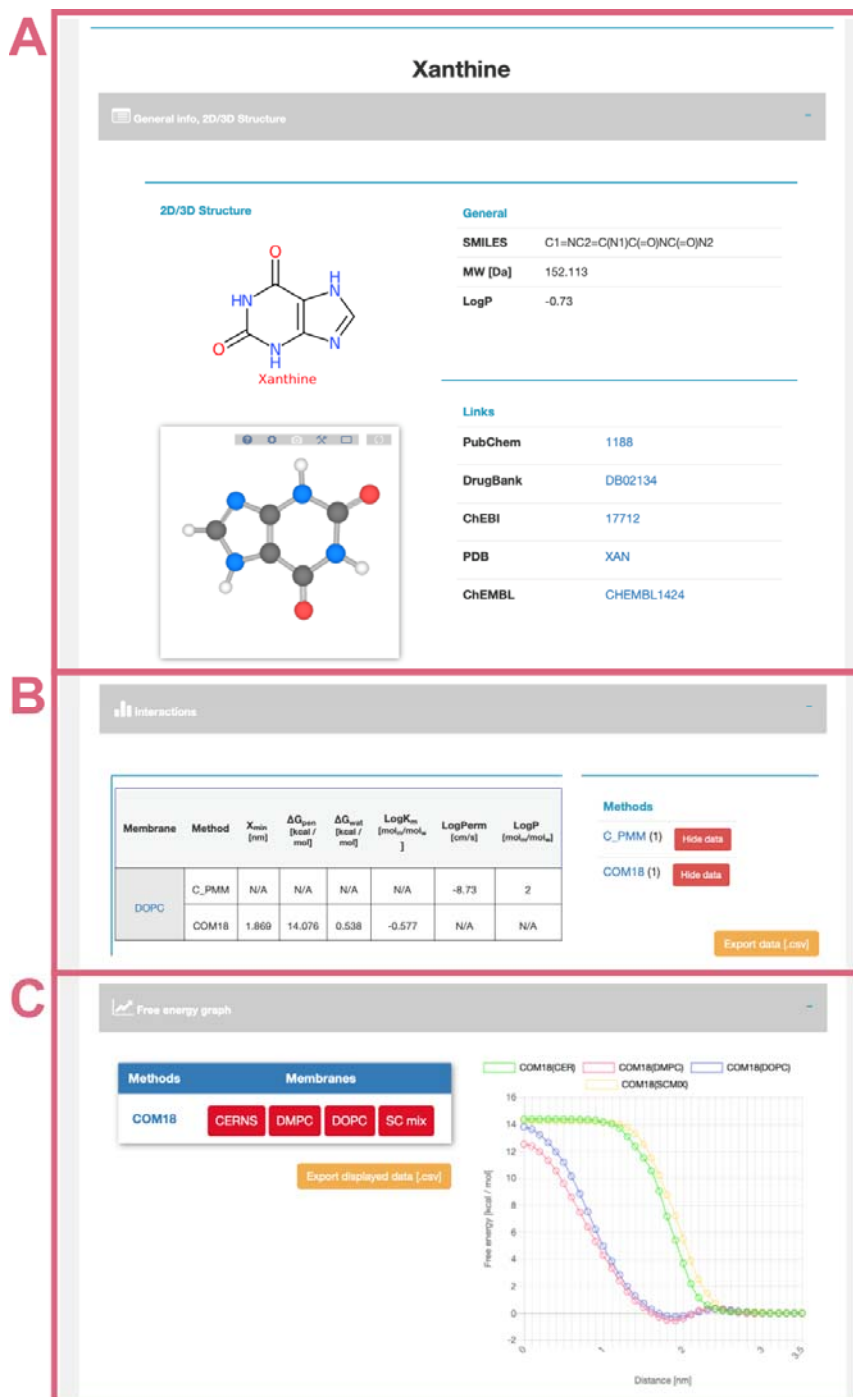 A
Xanthine
General info, 2D/3D Structure
-
2D/3D Structure
O
HN
H
N
O
N
H
N
Xanthine
General
SMILES C1=NC2=C(N1)C(=O)NC(=O)N2
MW [Da] 152.113
LogP -0.73
Links
PubChem 1188
DrugBank DB02134
ChEBI 17712
PDB XAN
ChEMBL CHEMBL1424
B
Interactions
-
Membrane Method Xmin [nm] ΔGpen [kcal / mol] ΔGwat [kcal / mol] LogKm [molm/molw ] LogPerm [cm/s] LogP [molm/molw]
DOPC C_PMM N/A N/A N/A N/A -8.73 2
COM18 1.869 14.076 0.538 -0.577 N/A N/A
Methods
C_PMM (1) Hide data
COM18 (1) Hide data
Export data [.csv]
C
Free energy graph
-
Methods Membranes
COM18 CERNS DMPC DOPC SC mix
Export displayed data [.csv]
COM18(CER) COM18(DMPC) COM18(DOPC)
COM18(SCMIX)
Free energy [kcal / mol]
16
14
12
10
8
6
4
2
0
-2
0 1 2 3 3.5
Distance [nm]